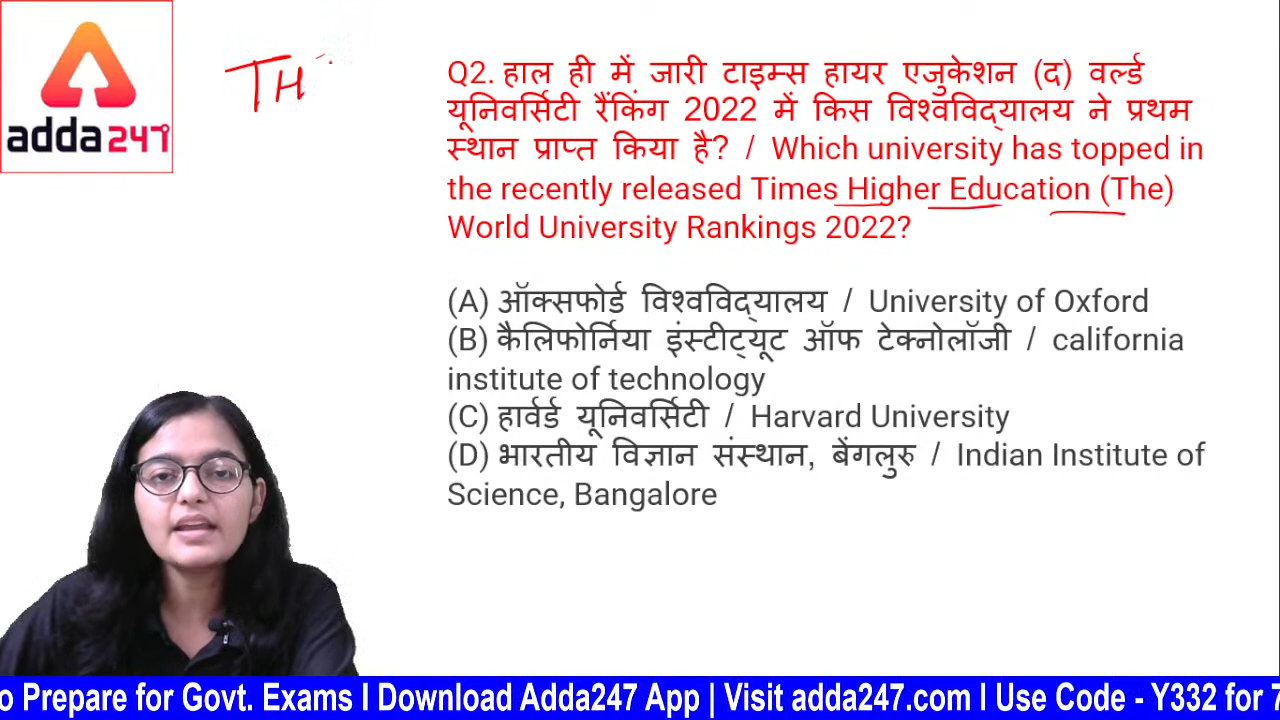 adda247
TH
Q2. हाल ही में जारी टाइम्स हायर एजुकेशन (द) वर्ल्ड
यूनिवर्सिटी रैंकिंग 2022 में किस विश्वविद्यालय ने प्रथम
स्थान प्राप्त किया है? / Which university has topped in
the recently released Times Higher Education (The)
World University Rankings 2022?
(A) ऑक्सफोर्ड विश्वविद्यालय / University of Oxford
(B) कैलिफोर्निया इंस्टीट्यूट ऑफ टेक्नोलॉजी / california
institute of technology
(C) हार्वर्ड यूनिवर्सिटी / Harvard University
(D) भारतीय विज्ञान संस्थान, बेंगलुरु / Indian Institute of
Science, Bangalore
o Prepare for Govt. Exams I Download Adda247 App | Visit adda247.com I Use Code - Y332 for 7